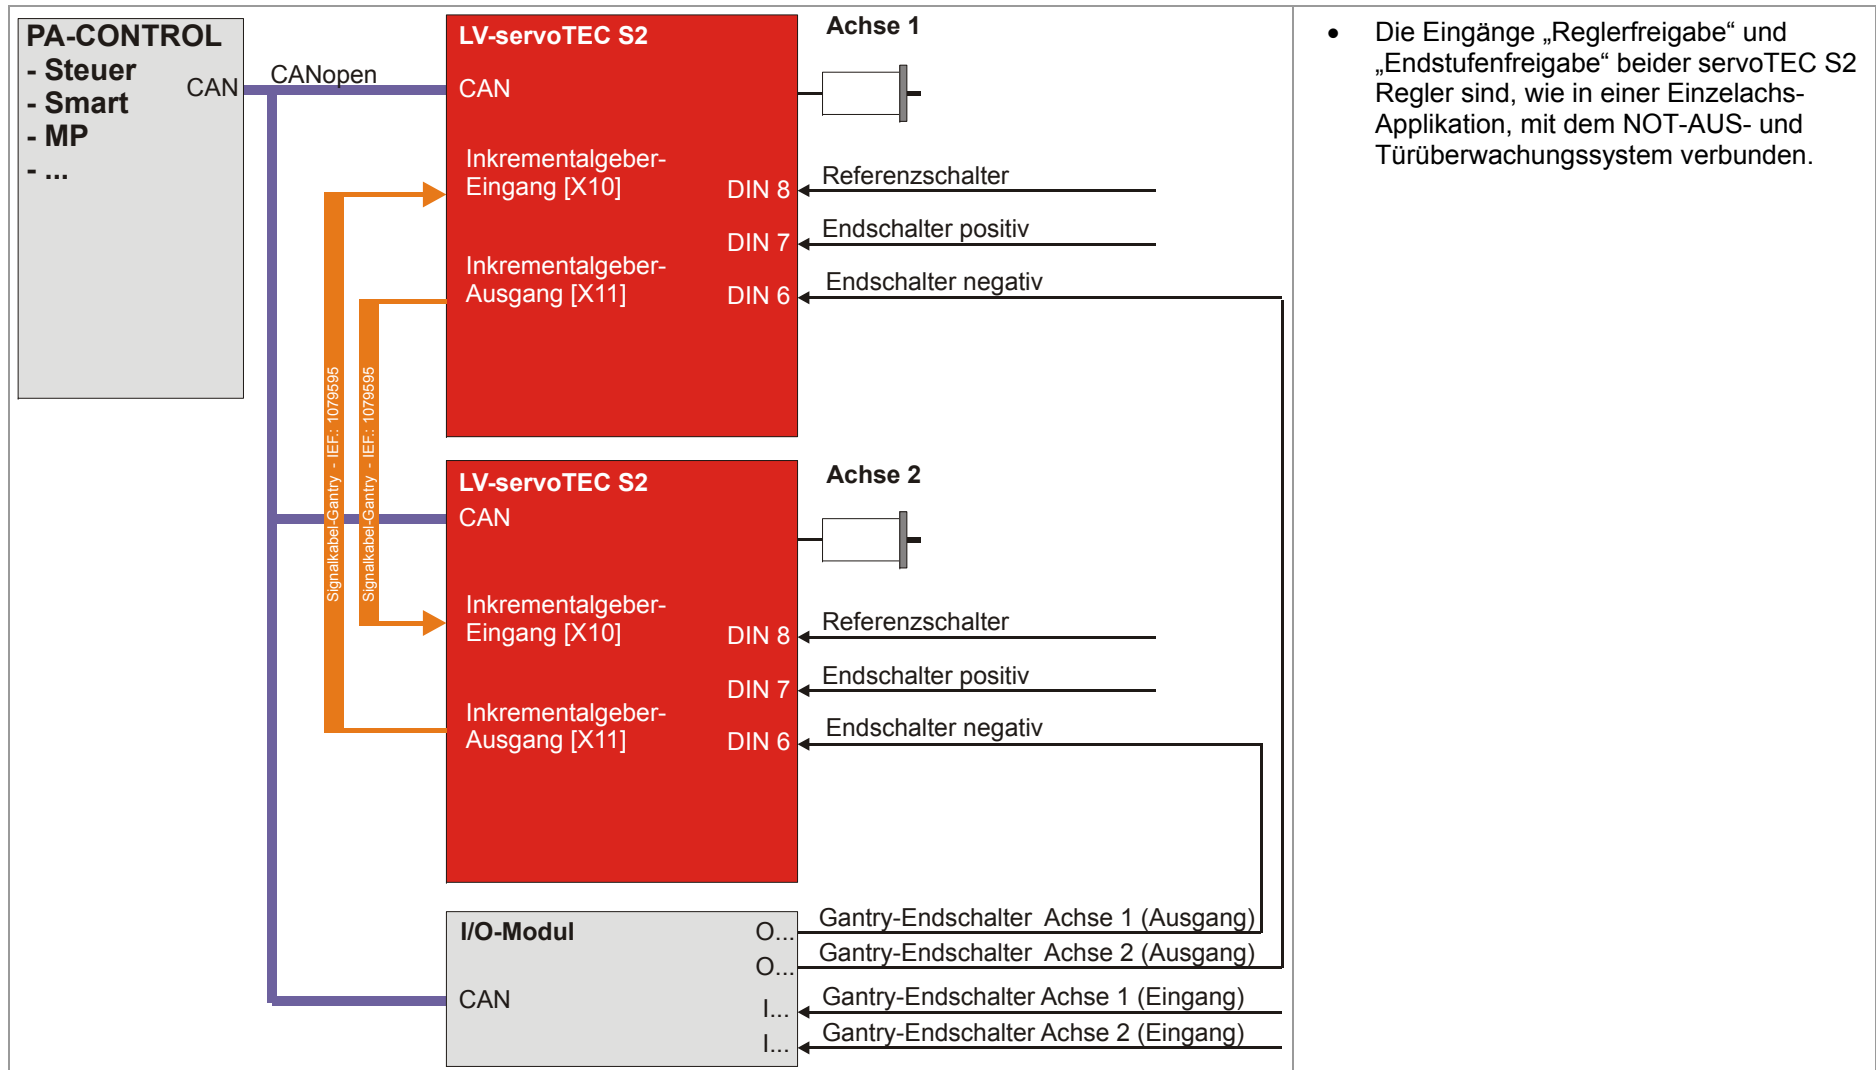 PA-CONTROL
- Steuer
- Smart
- MP
- ...
CAN
CANopen
LV-servoTEC S2
CAN
Inkrementalgeber-
Eingang [X10]
Inkrementalgeber-
Ausgang [X11]
DIN 8
DIN 7
DIN 6
Achse 1
Referenzschalter
Endschalter positiv
Endschalter negativ
Signalkabel-Gantry - IEF.: 1079595
Signalkabel-Gantry - IEF.: 1079595
LV-servoTEC S2
CAN
Inkrementalgeber-
Eingang [X10]
Inkrementalgeber-
Ausgang [X11]
DIN 8
DIN 7
DIN 6
Achse 2
Referenzschalter
Endschalter positiv
Endschalter negativ
I/O-Modul
CAN
O...
O...
I...
I...
Gantry-Endschalter Achse 1 (Ausgang)
Gantry-Endschalter Achse 2 (Ausgang)
Gantry-Endschalter Achse 1 (Eingang)
Gantry-Endschalter Achse 2 (Eingang)
• Die Eingänge „Reglerfreigabe“ und
„Endstufenfreigabe“ beider servoTEC S2
Regler sind, wie in einer Einzelachs-
Applikation, mit dem NOT-AUS- und
Türüberwachungssystem verbunden.